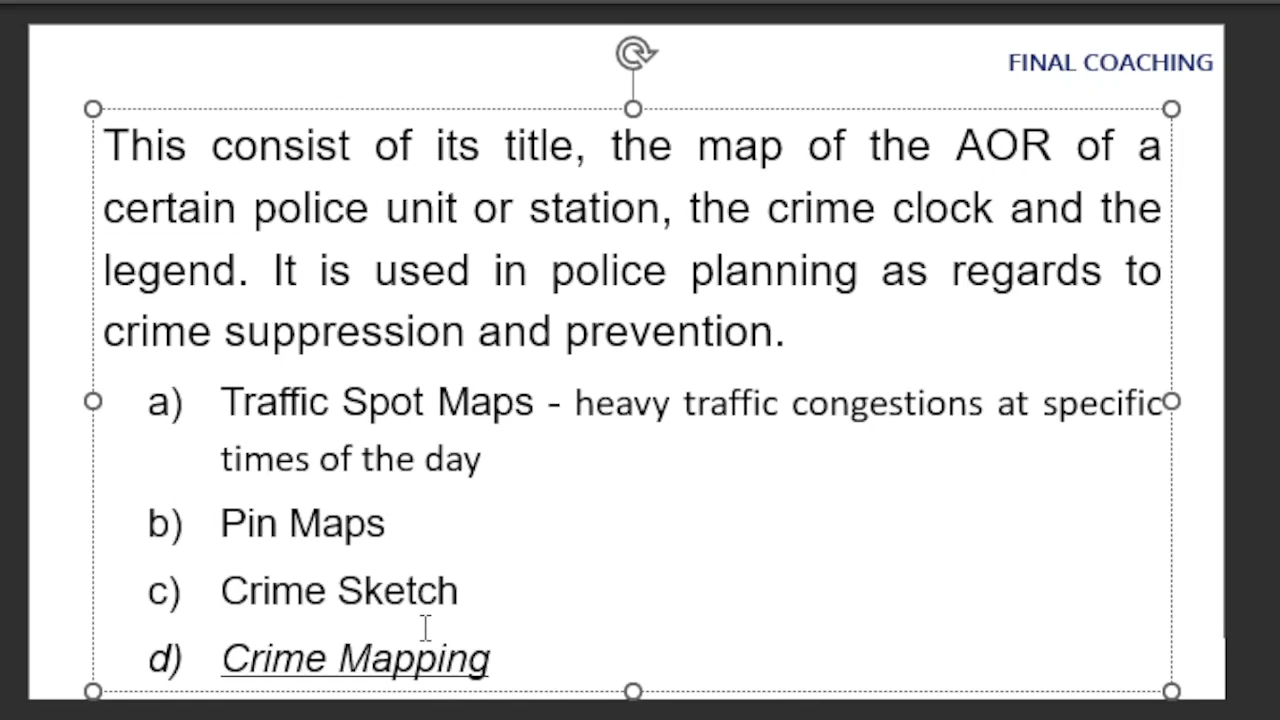 FINAL COACHING
This consist of its title, the map of the AOR of a
certain police unit or station, the crime clock and the
legend. It is used in police planning as regards to
crime suppression and prevention.
a) Traffic Spot Maps - heavy traffic congestions at specific
times of the day
b) Pin Maps
c) Crime Sketch
d) Crime Mapping